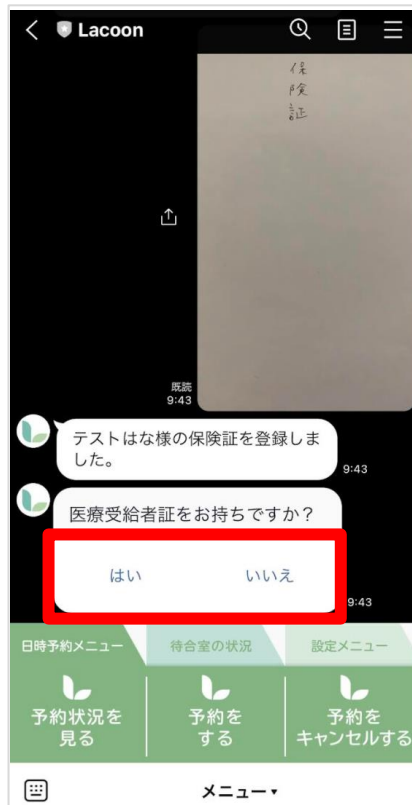 Lacoon
保
険
証
既読
9:43
テストはな様の保険証を登録しま
した。
9:43
医療受給者証をお持ちですか？
はい
いいえ
9:43
日時予約メニュー
待合室の状況
設定メニュー
予約状況を
見る
予約を
する
予約を
キャンセルする
メニュー▾